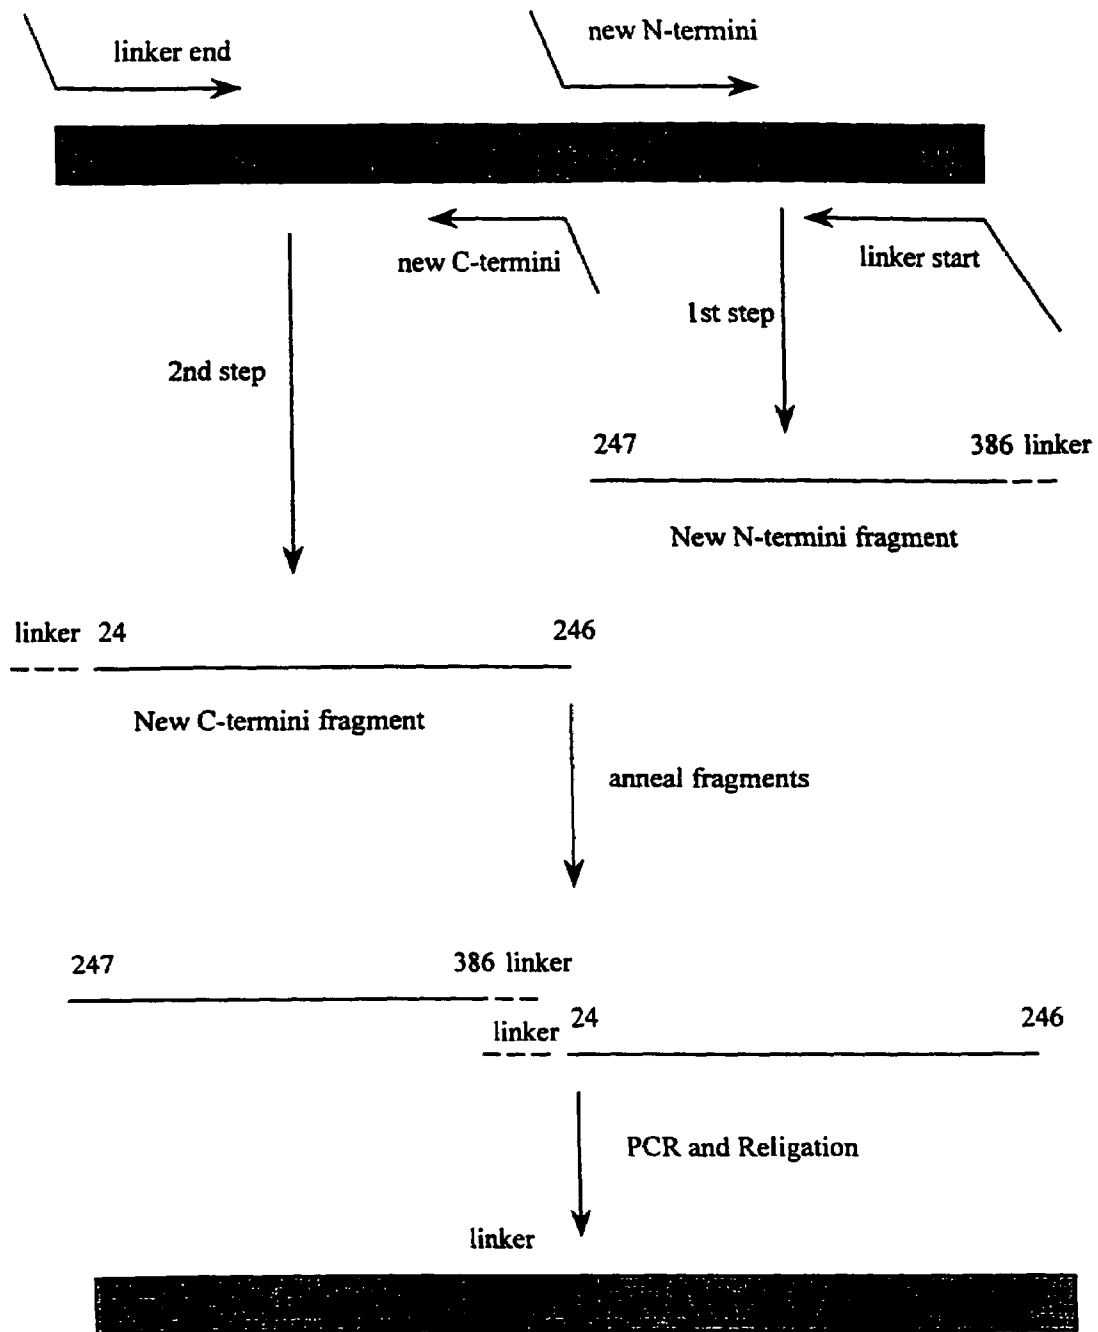 linker end
new N-termini
new C-termini
linker start
1st step
2nd step
247 386 linker
New N-termini fragment
linker 24 246
New C-termini fragment
anneal fragments
247 386 linker
linker 24 246
PCR and Religation
linker